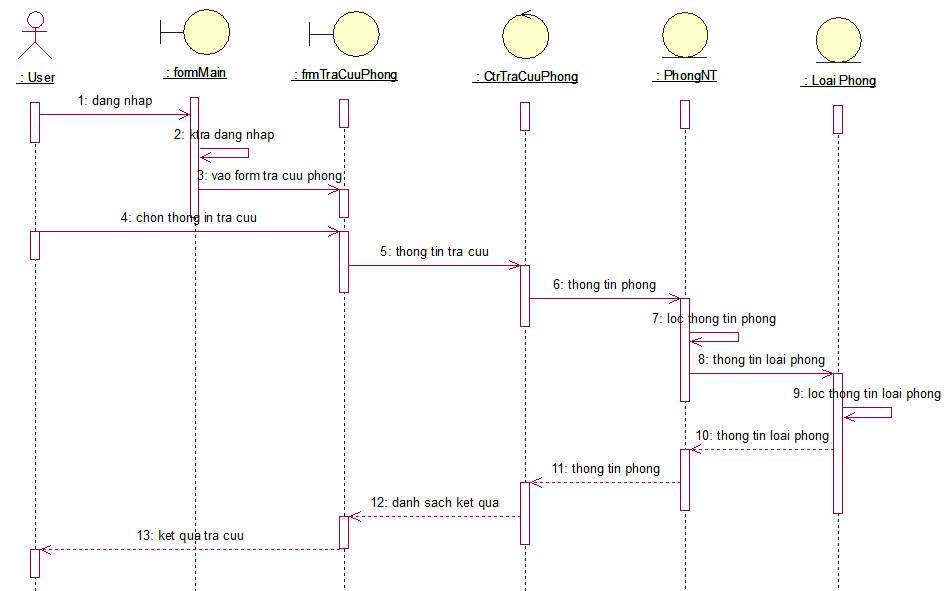 : User
: formMain
: frmTraCuuPhong
: CtrTraCuuPhong
: PhongNT
: Loai Phong
1: dang nhap
2: ktra dang nhap
3: vao form tra cuu phong
4: chon thong in tra cuu
5: thong tin tra cuu
6: thong tin phong
7: loc thong tin phong
8: thong tin loai phong
9: loc thong tin loai phong
10: thong tin loai phong
11: thong tin phong
12: danh sach ket qua
13: ket qua tra cuu